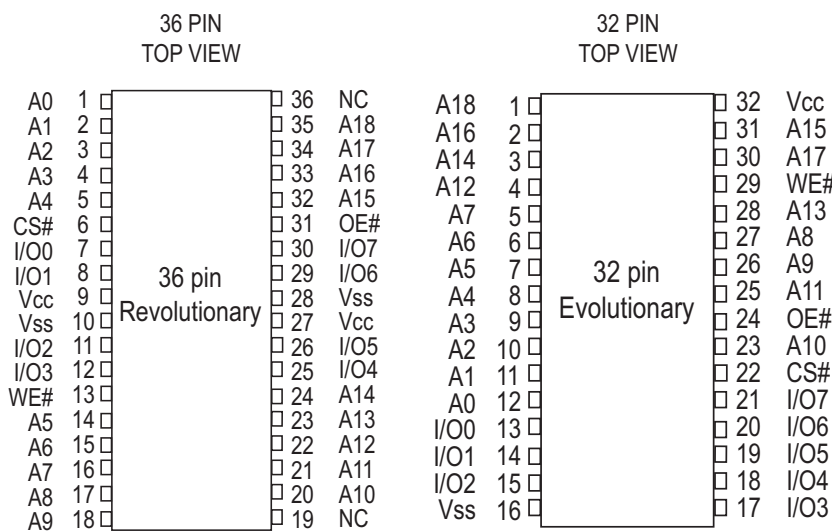 36 PIN
TOP VIEW
A0 1 36 NC
A1 2 35 A18
A2 3 34 A17
A3 4 33 A16
A4 5 32 A15
CS# 6 31 OE#
I/O0 7 30 I/O7
I/O1 8 29 I/O6
Vcc 9 28 Vss
Vss 10 27 Vcc
I/O2 11 26 I/O5
I/O3 12 25 I/O4
WE# 13 24 A14
A5 14 23 A13
A6 15 22 A12
A7 16 21 A11
A8 17 20 A10
A9 18 19 NC
36 pin
Revolutionary
32 PIN
TOP VIEW
A18 1 32 Vcc
A16 2 31 A15
A14 3 30 A17
A12 4 29 WE#
A7 5 28 A13
A6 6 27 A8
A5 7 26 A9
A4 8 25 A11
A3 9 24 OE#
A2 10 23 A10
A1 11 22 CS#
A0 12 21 I/O7
I/O0 13 20 I/O6
I/O1 14 19 I/O5
I/O2 15 18 I/O4
Vss 16 17 I/O3
32 pin
Evolutionary